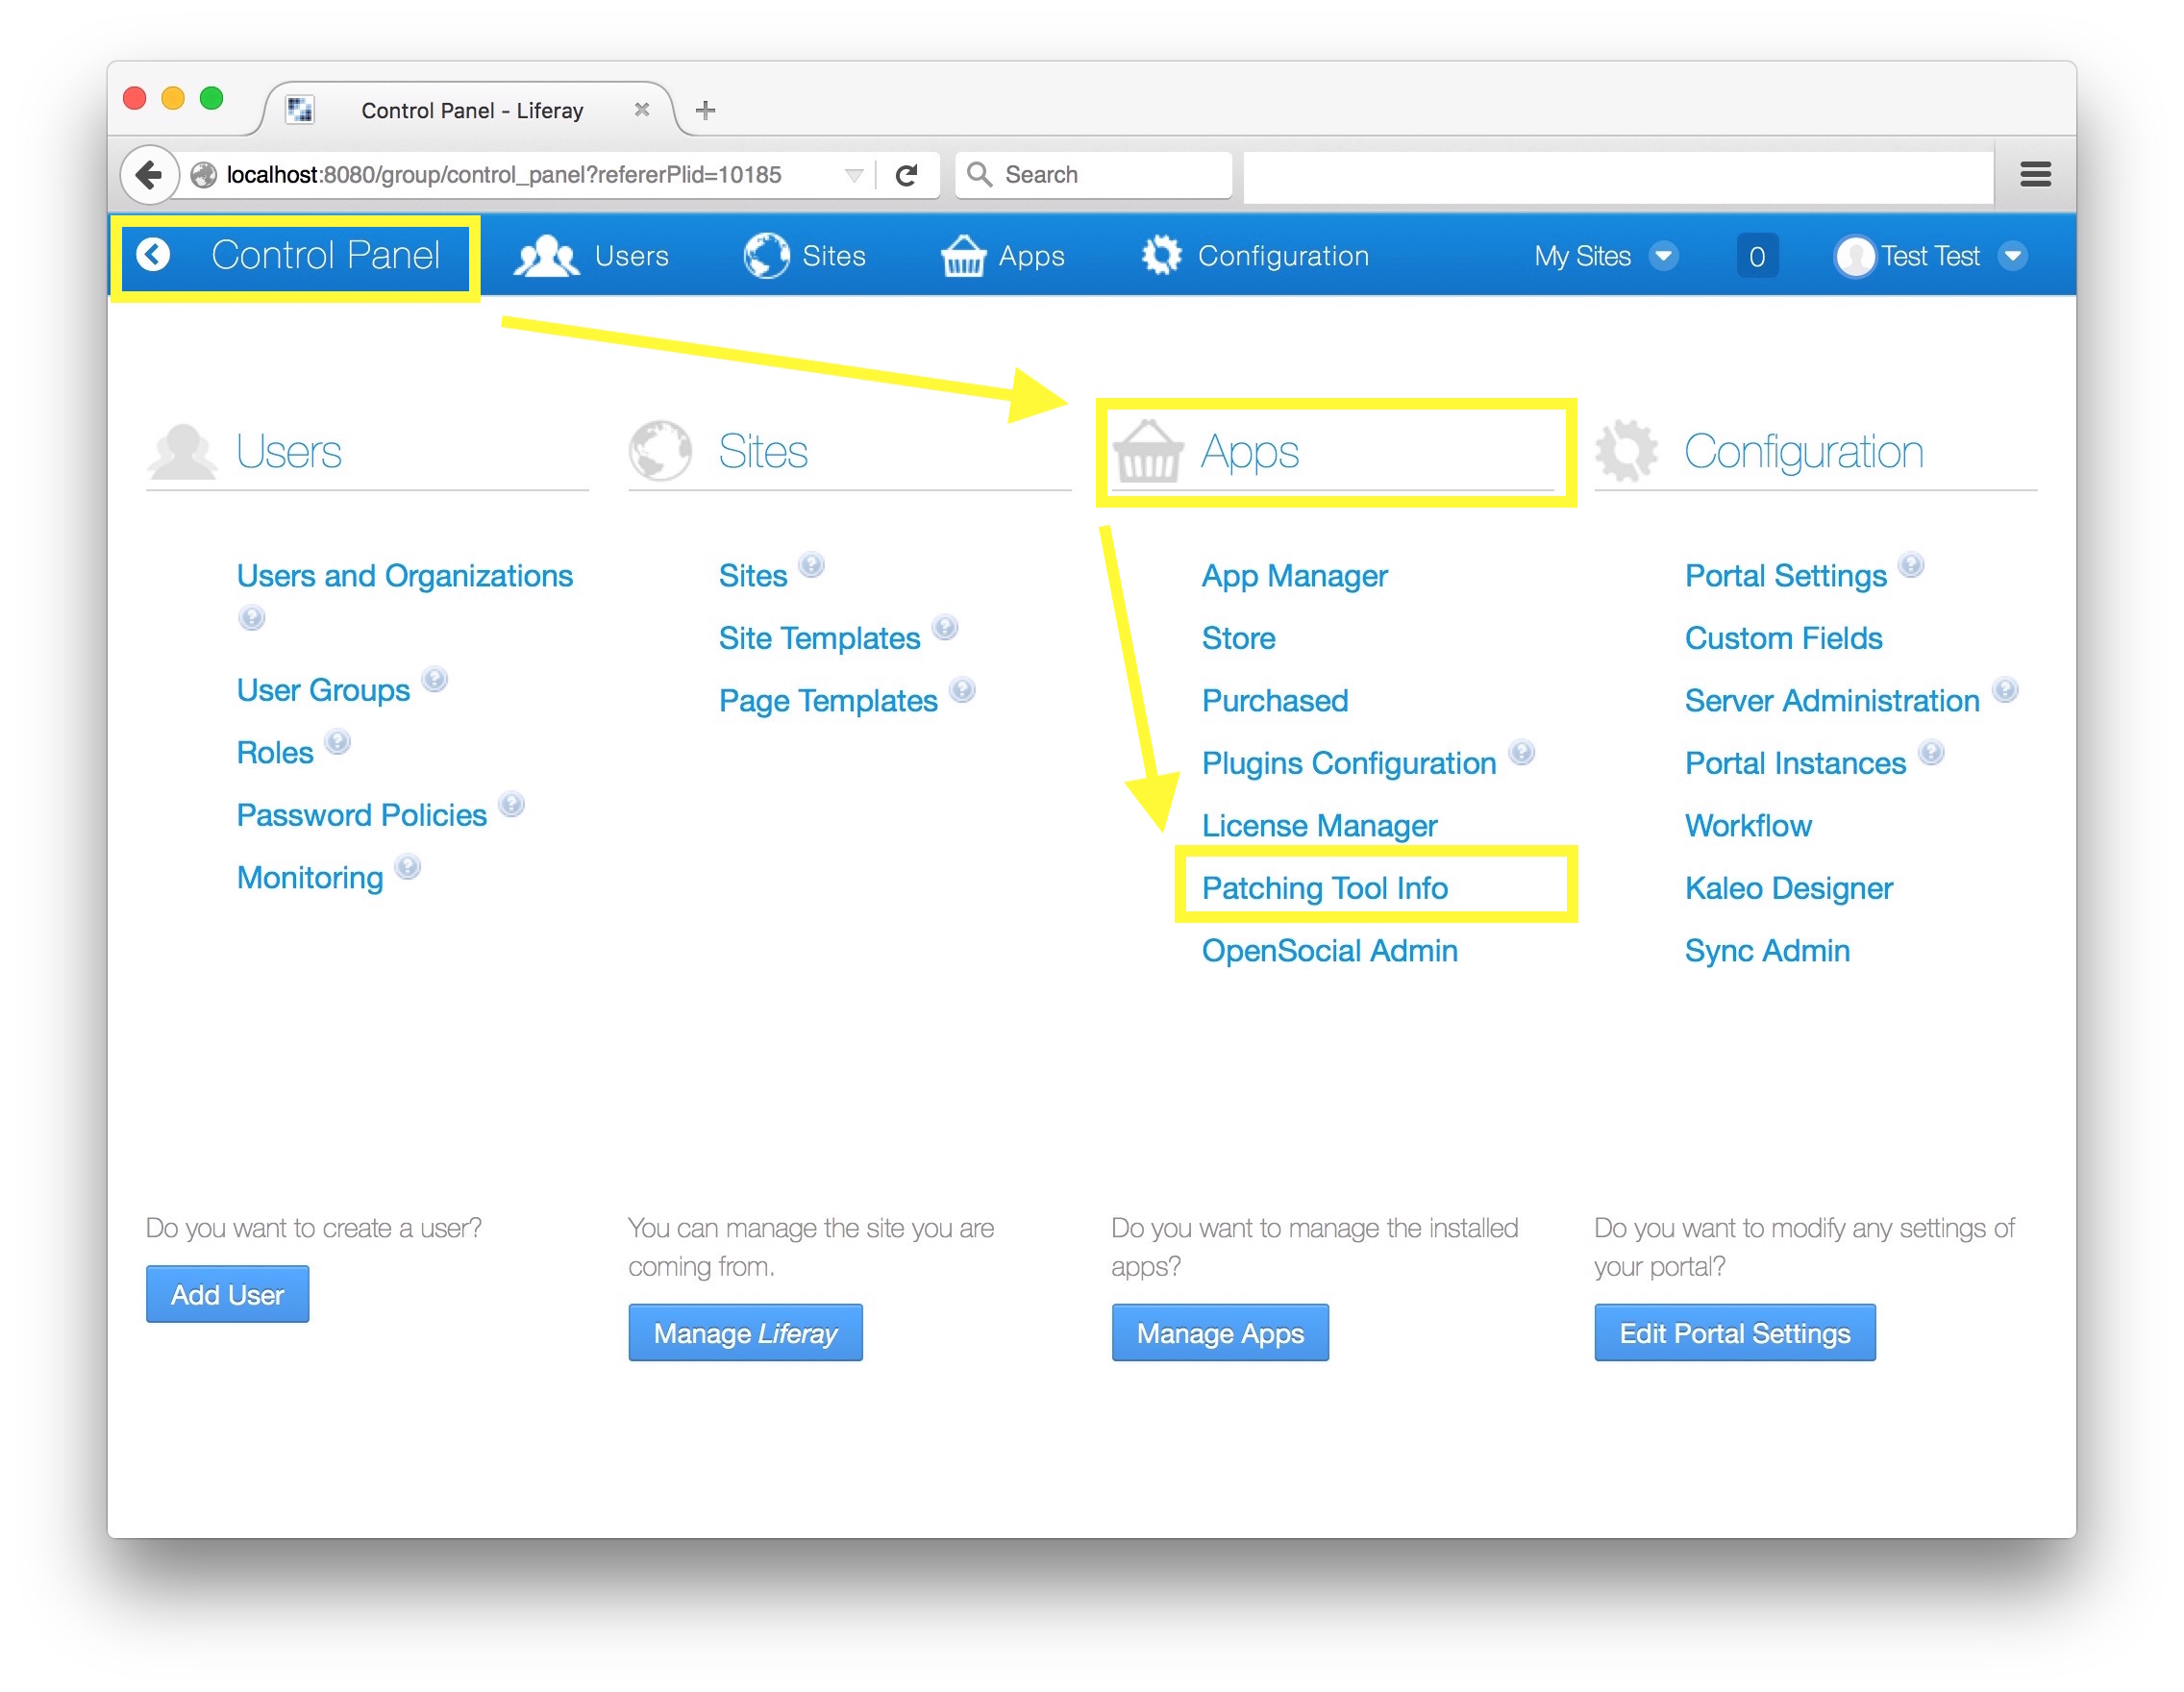 Control Panel - Liferay
localhost:8080/group/control_panel?refererPlid=10185
Search
Control Panel
Users
Sites
Apps
Configuration
My Sites
0
Test Test
Users
Users and Organizations
?
User Groups ?
Roles ?
Password Policies ?
Monitoring ?
Sites
Sites ?
Site Templates ?
Page Templates ?
Apps
App Manager
Store
Purchased
Plugins Configuration ?
License Manager
Patching Tool Info
OpenSocial Admin
Configuration
Portal Settings ?
Custom Fields
Server Administration ?
Portal Instances ?
Workflow
Kaleo Designer
Sync Admin
Do you want to create a user?
Add User
You can manage the site you are
coming from.
Manage Liferay
Do you want to manage the installed
apps?
Manage Apps
Do you want to modify any settings of
your portal?
Edit Portal Settings